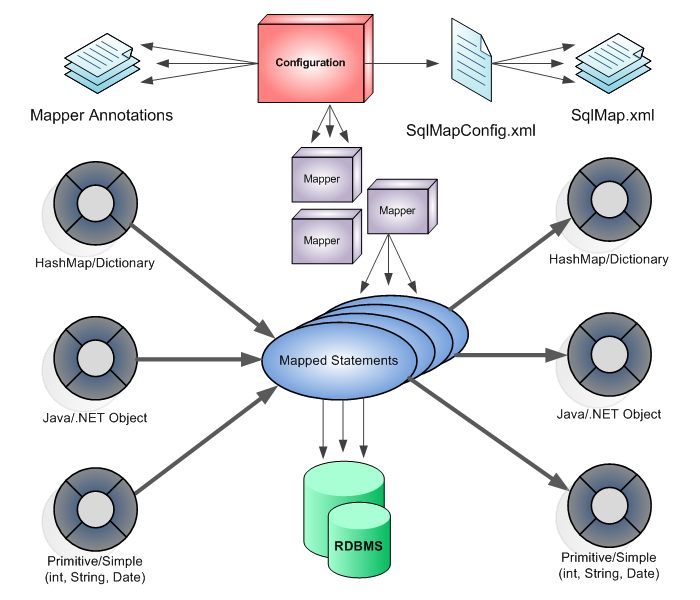 Configuration
Mapper Annotations
SqlMapConfig.xml
SqlMap.xml
Mapper
Mapper
Mapper
HashMap/Dictionary
HashMap/Dictionary
Mapped Statements
Java/.NET Object
Java/.NET Object
RDBMS
Primitive/Simple
(int, String, Date)
Primitive/Simple
(int, String, Date)